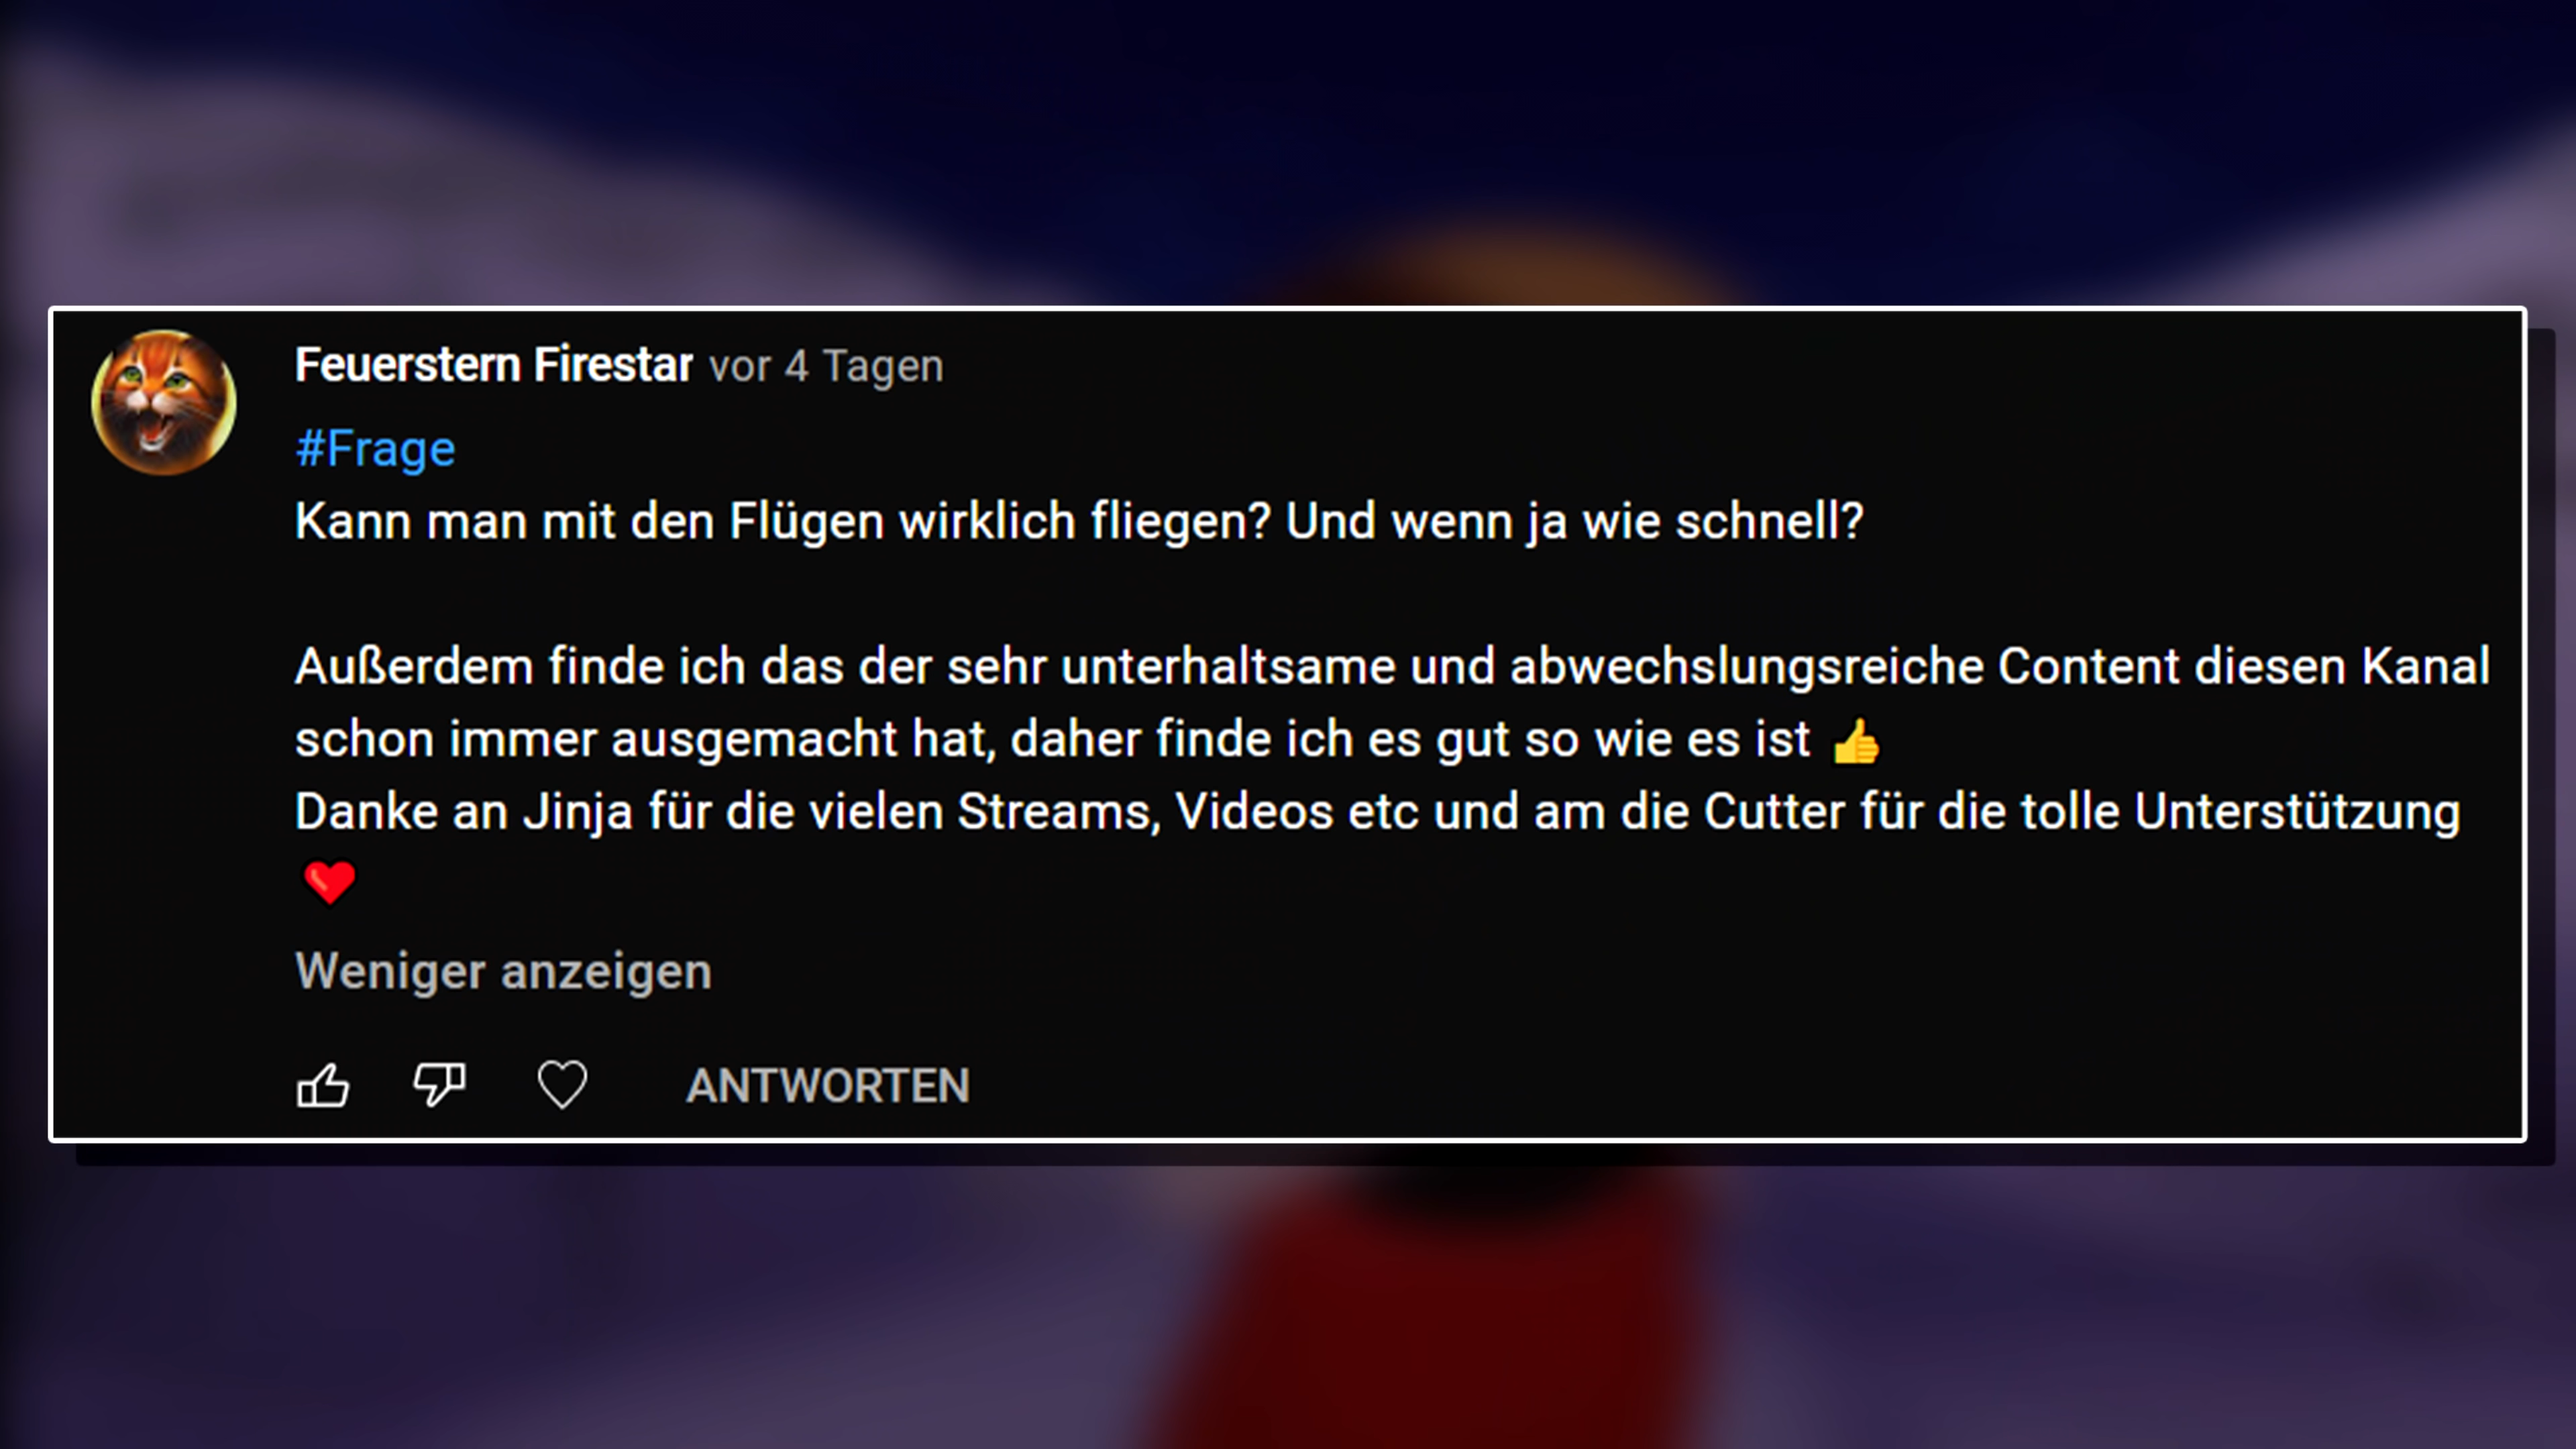 Feuerstern Firestar vor 4 Tagen
#Frage
Kann man mit den Flügen wirklich fliegen? Und wenn ja wie schnell?
Außerdem finde ich das der sehr unterhaltsame und abwechslungsreiche Content diesen Kanal
schon immer ausgemacht hat, daher finde ich es gut so wie es ist 👍
Danke an Jinja für die vielen Streams, Videos etc und am die Cutter für die tolle Unterstützung
❤️
Weniger anzeigen
ANTWORTEN